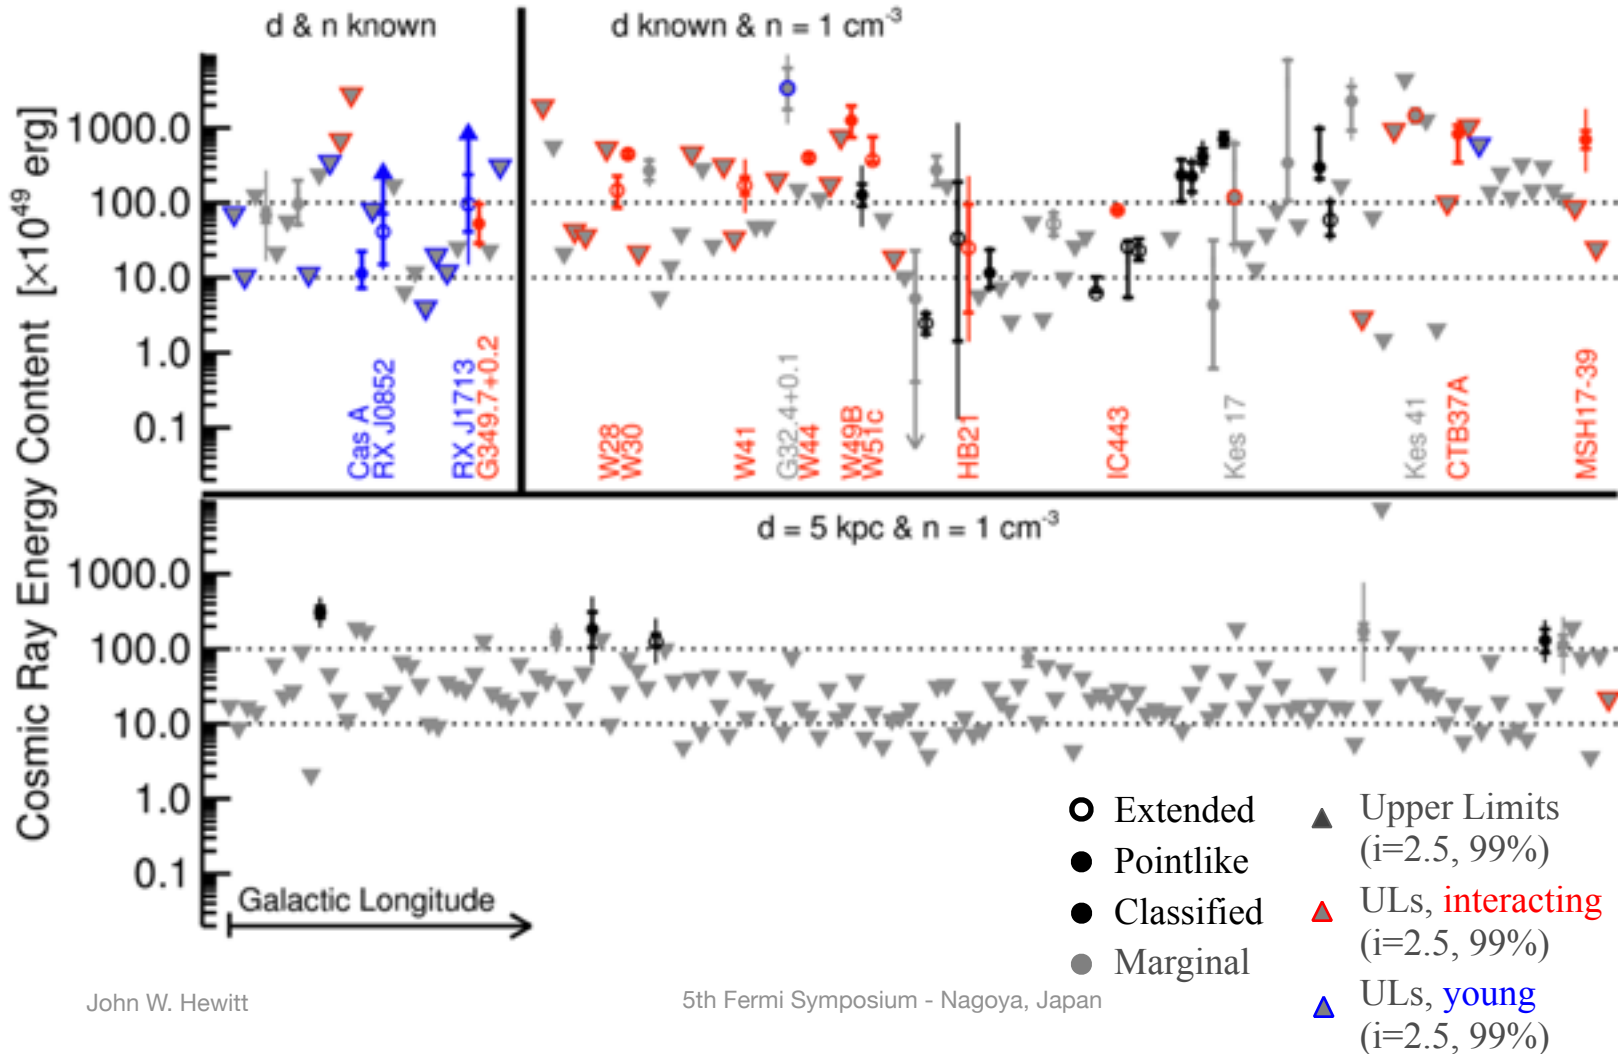 d & n known
d known & n = 1 cm⁻³
Cosmic Ray Energy Content [×10⁴⁹ erg]
1000.0
100.0
10.0
1.0
0.1
Cas A
RX J0852
RX J1713
G349.7+0.2
W28
W30
W41
G32.4+0.1
W44
W49B
W51c
HB21
IC443
Kes 17
Kes 41
CTB37A
MSH17-39
d = 5 kpc & n = 1 cm⁻³
1000.0
100.0
10.0
1.0
0.1
Galactic Longitude
Extended
Pointlike
Classified
Marginal
Upper Limits
(i=2.5, 99%)
ULs, interacting
(i=2.5, 99%)
ULs, young
(i=2.5, 99%)
John W. Hewitt
5th Fermi Symposium - Nagoya, Japan